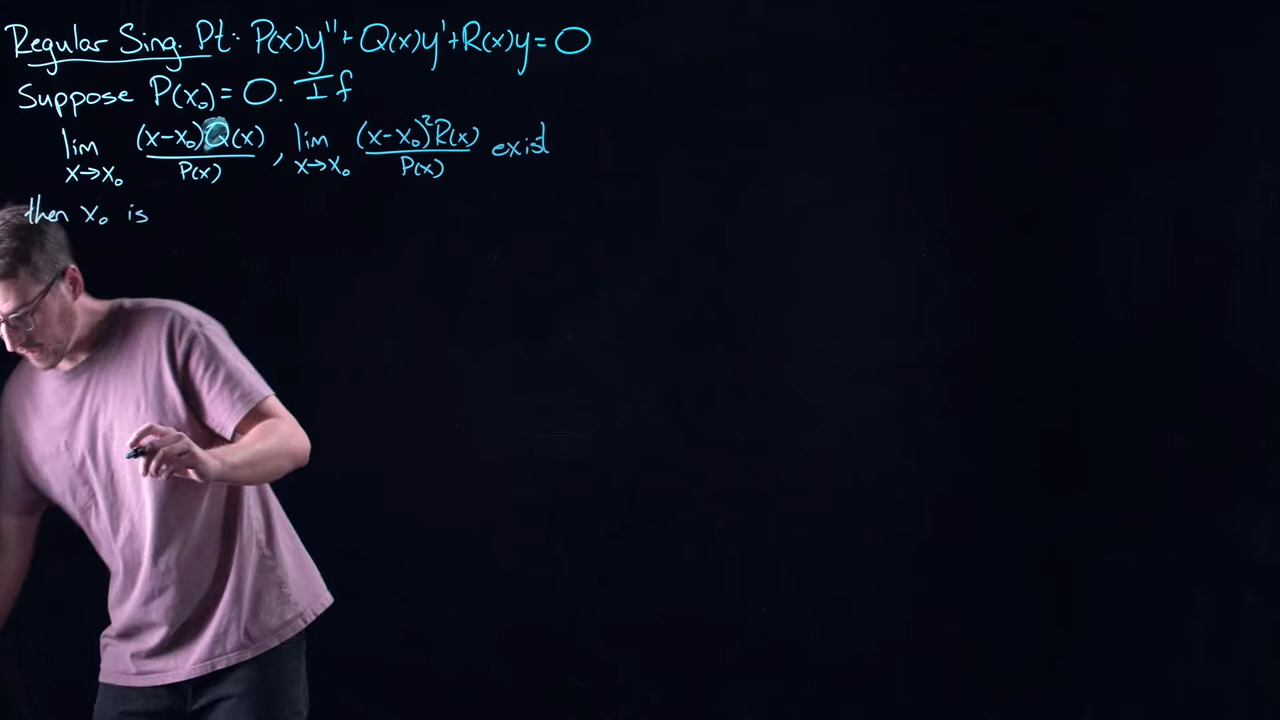 Regular Sing. Pt: P(x)y'' + Q(x)y' + R(x)y = 0
Suppose P(x₀) = 0. If
lim x→x₀ (x-x₀)Q(x)/P(x), lim x→x₀ (x-x₀)²R(x)/P(x) exist
then x₀ is